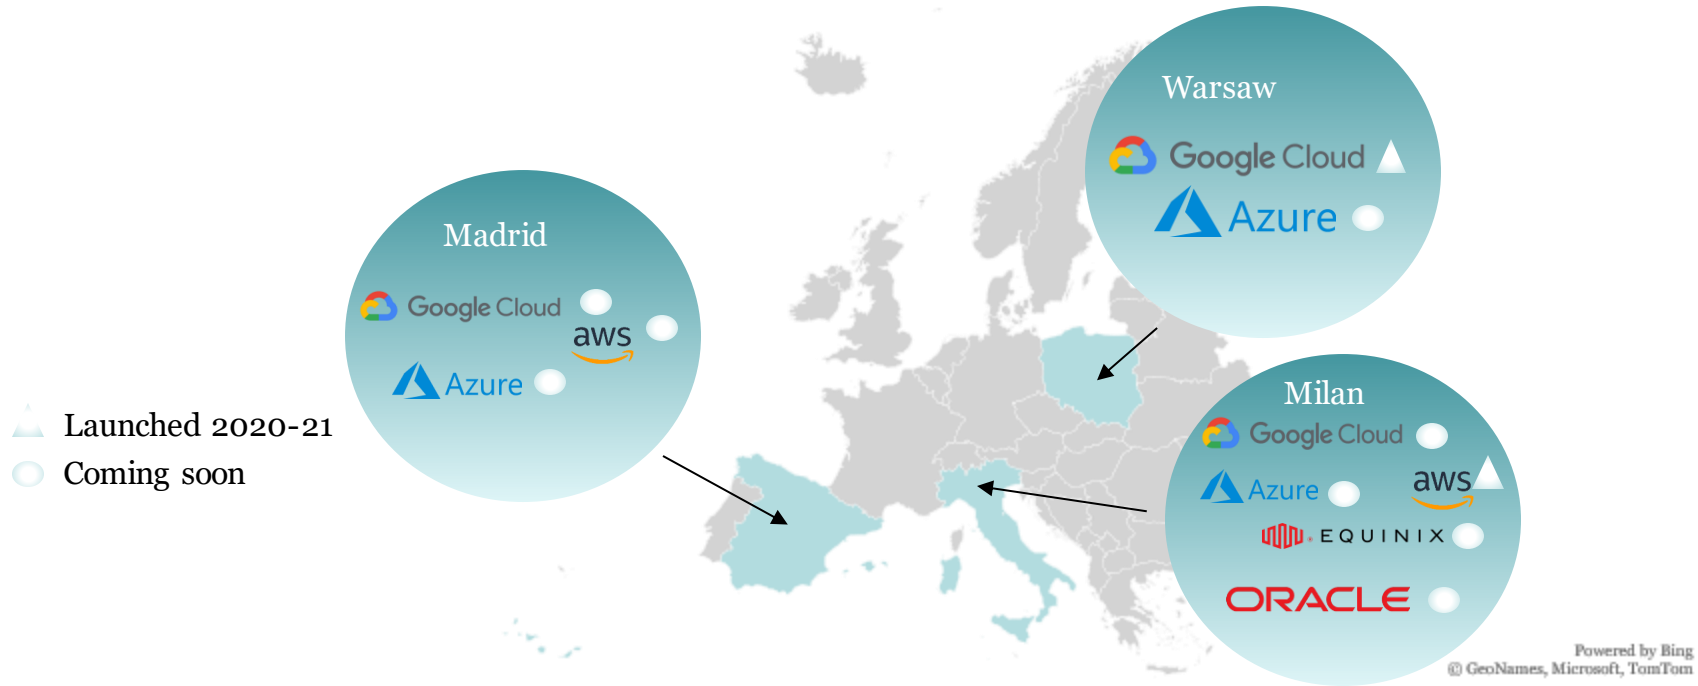 Warsaw
Google Cloud
Azure
Madrid
Google Cloud
aws
Azure
Launched 2020-21
Coming soon
Milan
Google Cloud
Azure
aws
EQUINIX
ORACLE
Powered by Bing
© GeoNames, Microsoft, TomTom